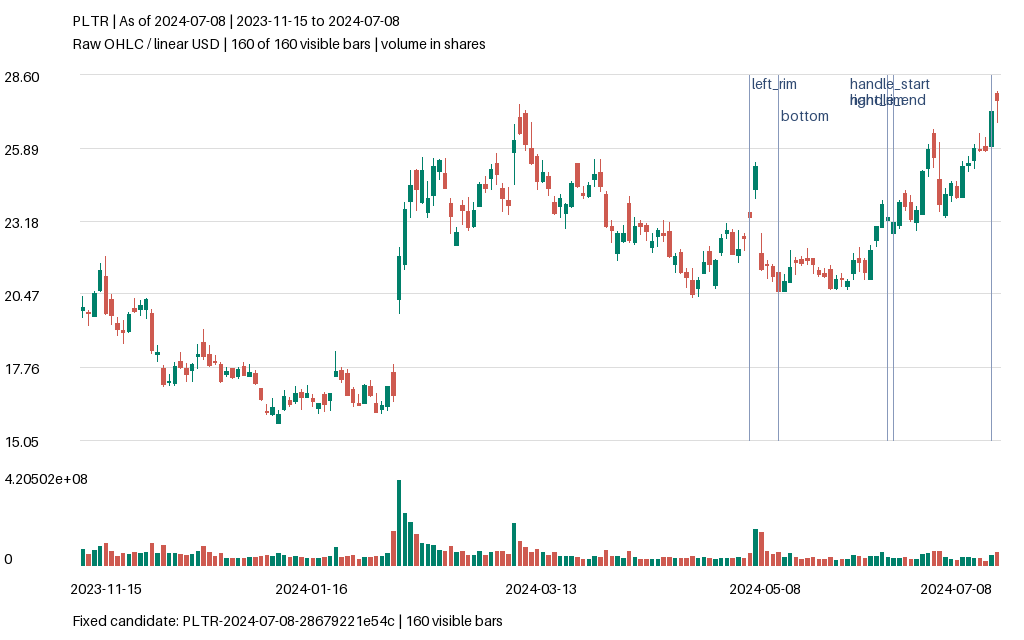 PLTR | As of 2024-07-08 | 2023-11-15 to 2024-07-08
Raw OHLC / linear USD | 160 of 160 visible bars | volume in shares
28.60
left_rim
handle_start
handle_end
bottom
25.89
23.18
20.47
17.76
15.05
4.20502e+08
0
2023-11-15
2024-01-16
2024-03-13
2024-05-08
2024-07-08
Fixed candidate: PLTR-2024-07-08-28679221e54c | 160 visible bars